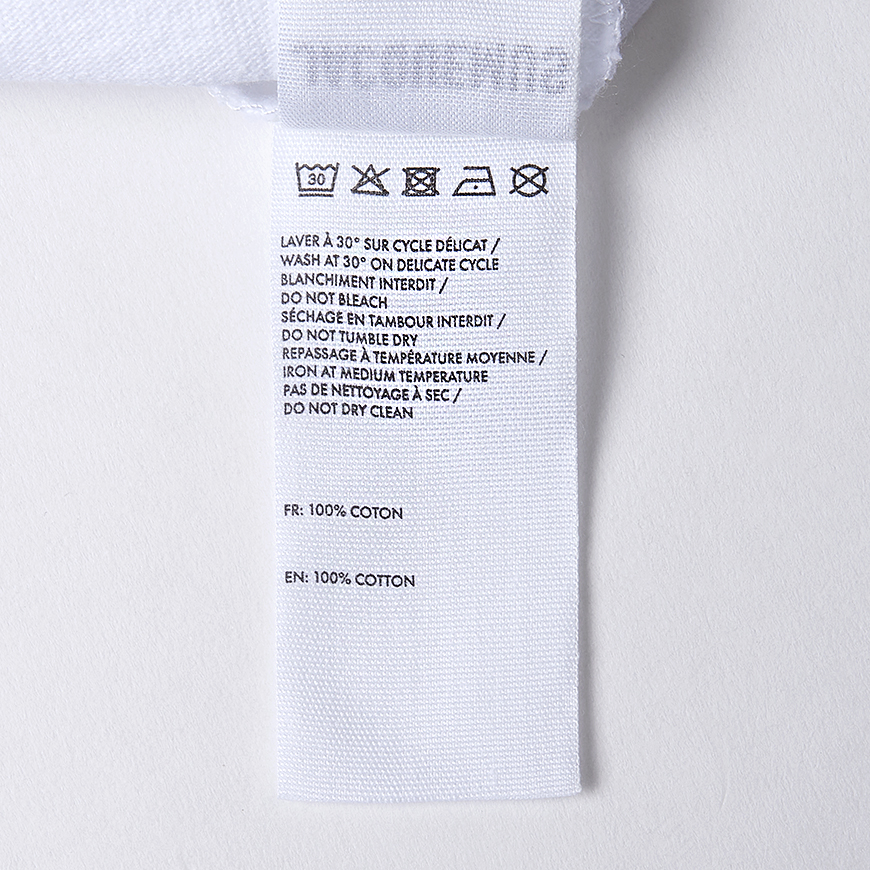 30
LAVER À 30° SUR CYCLE DÉLICAT /
WASH AT 30° ON DELICATE CYCLE
BLANCHIMENT INTERDIT /
DO NOT BLEACH
SÉCHAGE EN TAMBOUR INTERDIT /
DO NOT TUMBLE DRY
REPASSAGE À TEMPÉRATURE MOYENNE /
IRON AT MEDIUM TEMPERATURE
PAS DE NETTOYAGE À SEC /
DO NOT DRY CLEAN
FR: 100% COTON
EN: 100% COTTON